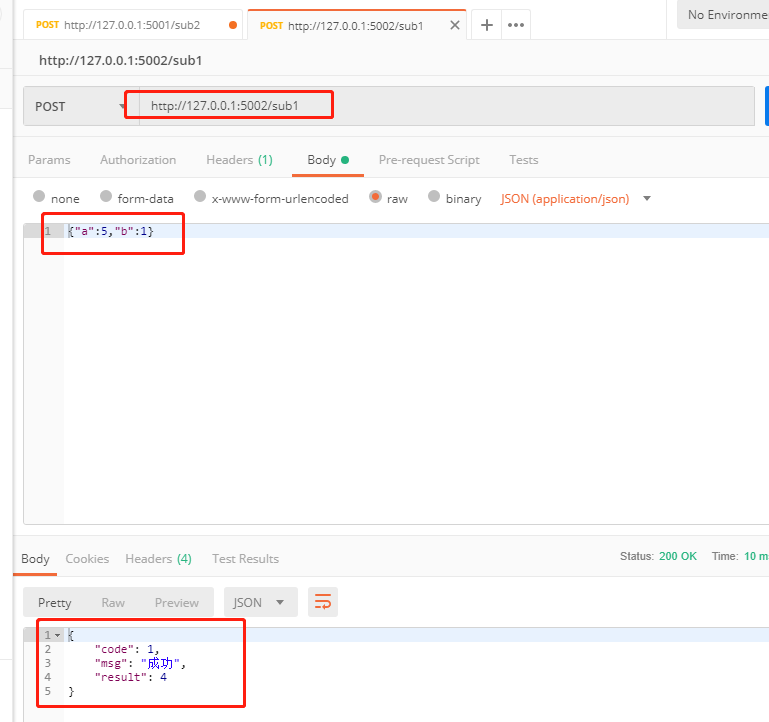 POST http://127.0.0.1:5001/sub2 POST http://127.0.0.1:5002/sub1 No Environme
http://127.0.0.1:5002/sub1
POST http://127.0.0.1:5002/sub1
Params Authorization Headers (1) Body Pre-request Script Tests
none form-data x-www-form-urlencoded raw binary JSON (application/json)
1 {"a":5,"b":1}
Body Cookies Headers (4) Test Results Status: 200 OK Time: 10 m
Pretty Raw Preview JSON
1 {
2 "code": 1,
3 "msg": "成功",
4 "result": 4
5 }